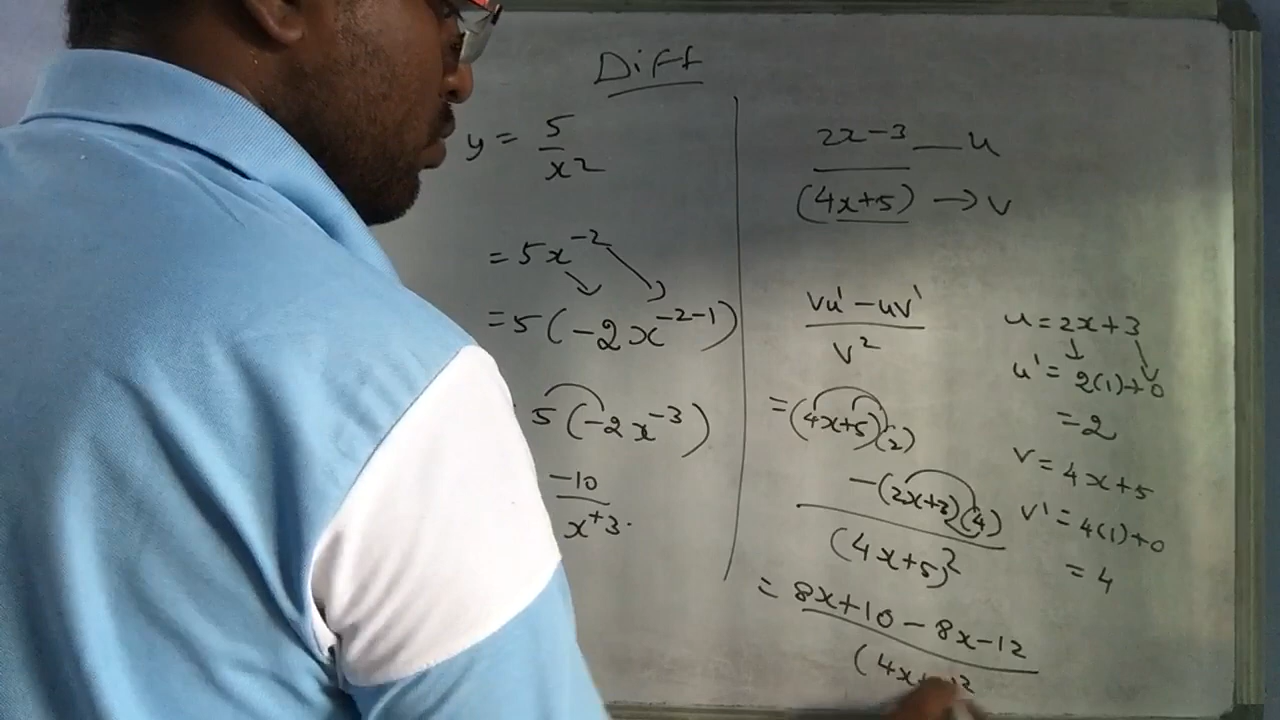 Diff
y = 5
x2
= 5x^-2
= 5(-2x^-2-1)
5(-2x^-3)
-10
x^+3.
2x-3 — u
(4x+5) → v
vu' - uv'
v^2
= (4x+5)(2)
-(2x+3)(4)
(4x+5)^2
= 8x+10-8x-12
(4x+
u = 2x+3
u' = 2(1)+0
= 2
v = 4x+5
v' = 4(1)+0
= 4